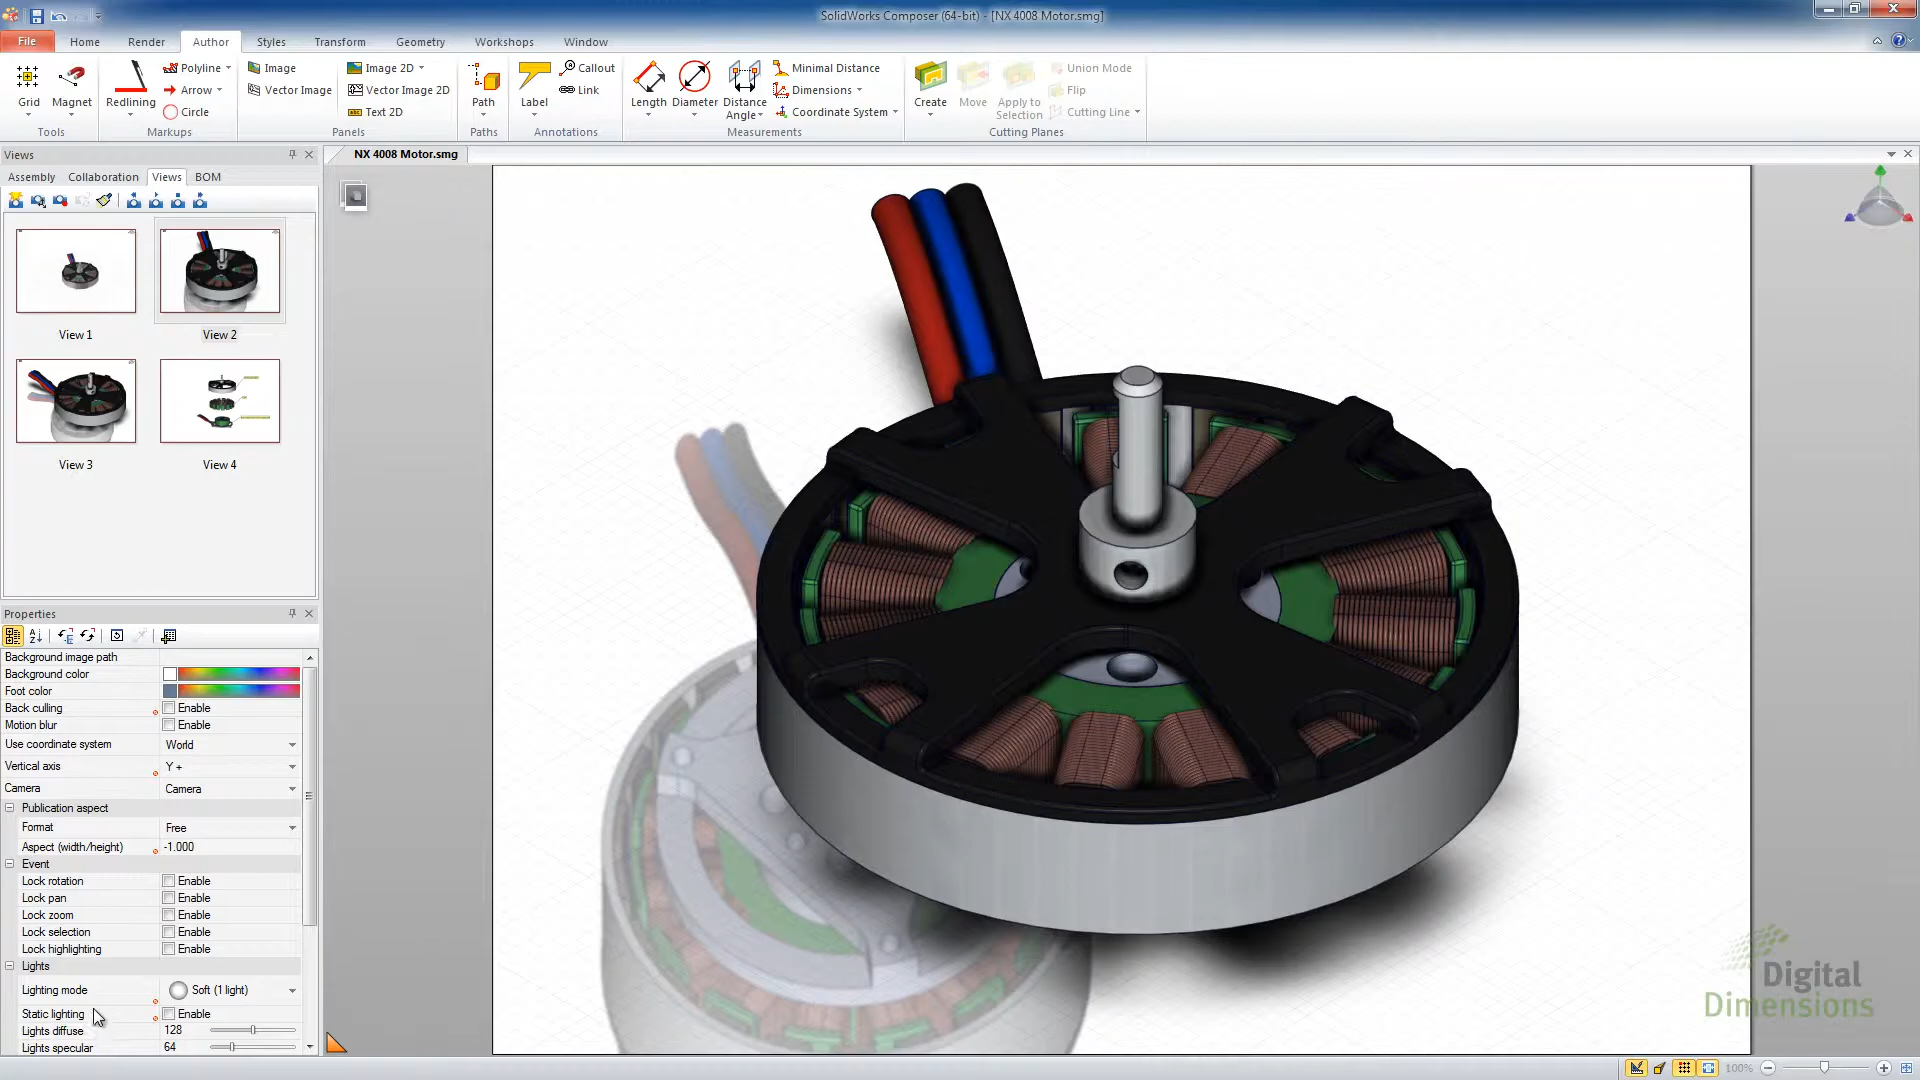 SolidWorks Composer (64-bit) - [NX 4008 Motor.smg]
File Home Render Author Styles Transform Geometry Workshops Window
Grid Magnet Redlining Polyline Arrow Circle Image Vector Image Image 2D Vector Image 2D Text 2D Path Label Callout Link Length Diameter Distance Angle Minimal Distance Dimensions Coordinate System Create Move Apply to Selection Union Mode Flip Cutting Line
Tools Markups Panels Paths Annotations Measurements Cutting Planes
Views
NX 4008 Motor.smg
Assembly Collaboration Views BOM
View 1 View 2
View 3 View 4
Properties
Background image path
Background color
Foot color
Back culling Enable
Motion blur Enable
Use coordinate system World
Vertical axis Y +
Camera Camera
Publication aspect
Format Free
Aspect (width/height) -1.000
Event
Lock rotation Enable
Lock pan Enable
Lock zoom Enable
Lock selection Enable
Lock highlighting Enable
Lights
Lighting mode Soft (1 light)
Static lighting Enable
Lights diffuse 128
Lights specular 64
Digital
Dimensions
100%